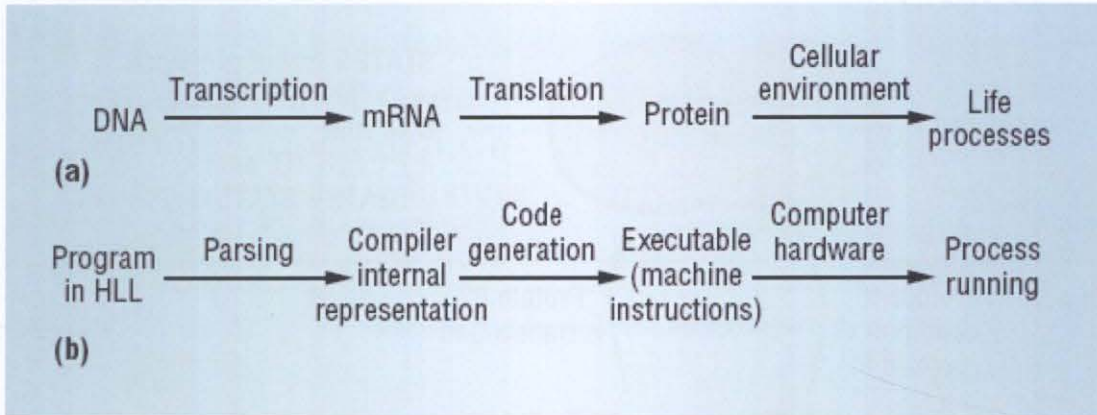 DNA
Transcription
mRNA
Translation
Protein
Cellular
environment
Life
processes
(a)
Program
in HLL
Parsing
Compiler
internal
representation
Code
generation
Executable
(machine
instructions)
Computer
hardware
Process
running
(b)